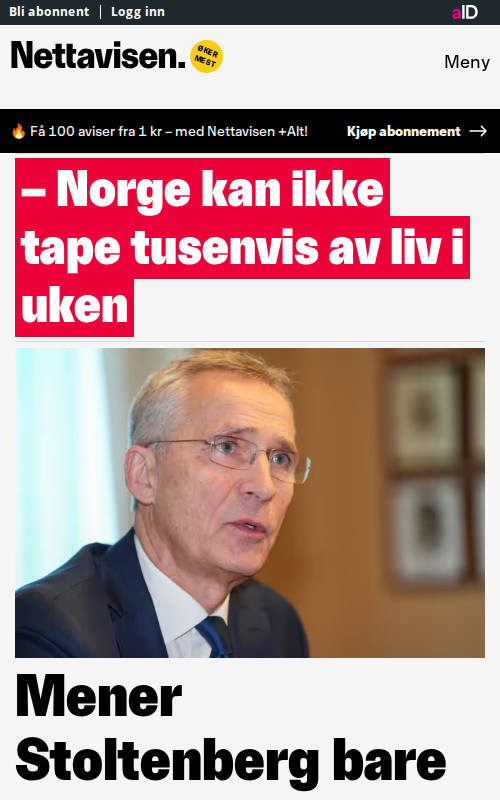 Bli abonnent
Logg inn
aID
Nettavisen.
ØKER
MEST
Meny
🔥 Få 100 aviser fra 1 kr – med Nettavisen +Alt!
Kjøp abonnement →
– Norge kan ikke
tape tusenvis av liv i
uken
Mener
Stoltenberg bare